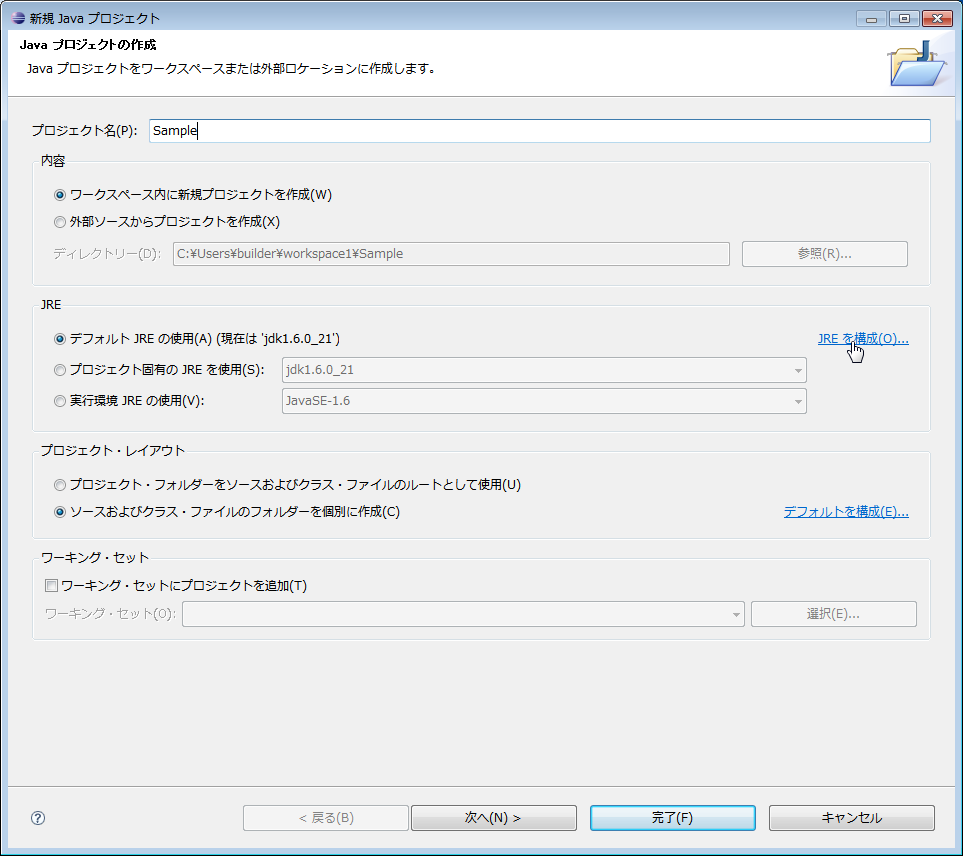 新規 Java プロジェクト
Java プロジェクトの作成
Java プロジェクトをワークスペースまたは外部ロケーションに作成します。
プロジェクト名(P): Sample
内容
ワークスペース内に新規プロジェクトを作成(W)
外部ソースからプロジェクトを作成(X)
ディレクトリー(D): C:¥Users¥builder¥workspace1¥Sample 参照(R)...
JRE
デフォルト JRE の使用(A) (現在は 'jdk1.6.0_21') JRE を構成(O)...
プロジェクト固有の JRE を使用(S): jdk1.6.0_21
実行環境 JRE の使用(V): JavaSE-1.6
プロジェクト・レイアウト
プロジェクト・フォルダーをソースおよびクラス・ファイルのルートとして使用(U)
ソースおよびクラス・ファイルのフォルダーを個別に作成(C) デフォルトを構成(E)...
ワーキング・セット
ワーキング・セットにプロジェクトを追加(T)
ワーキング・セット(O): 選択(E)...
< 戻る(B) 次へ(N) > 完了(F) キャンセル